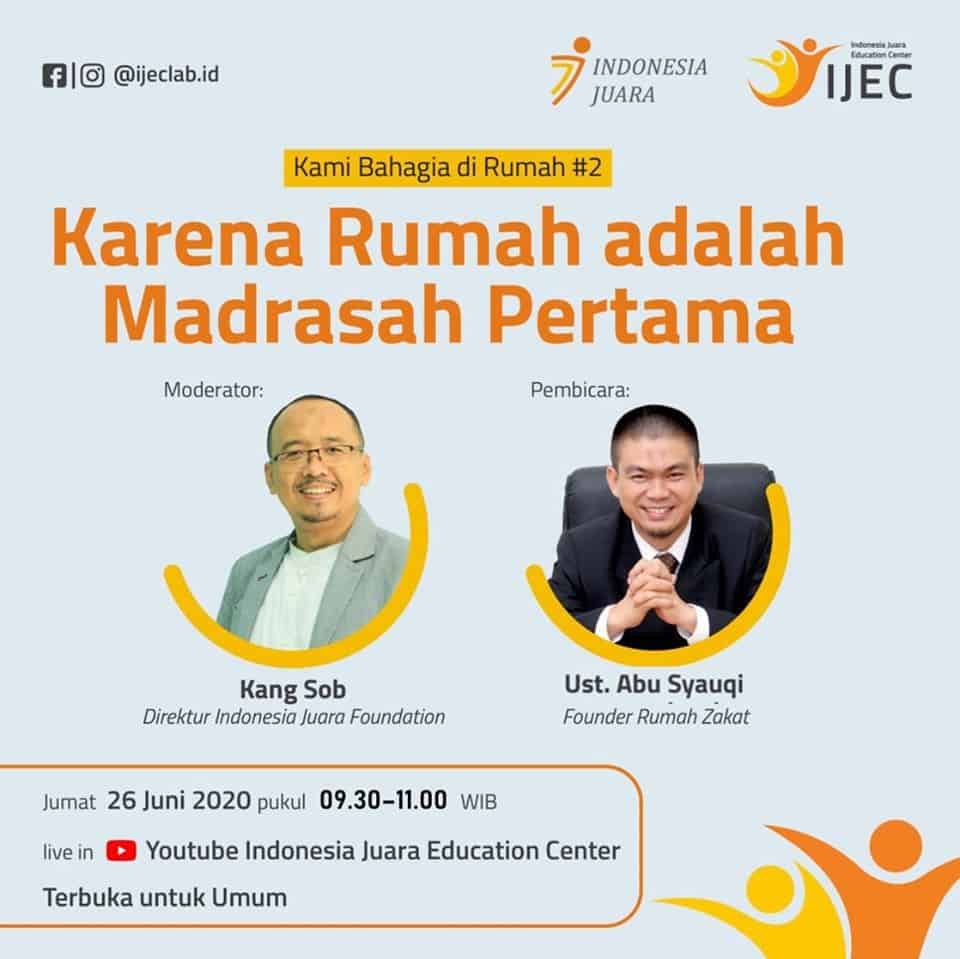 @ijeclab.id
INDONESIA
JUARA
Indonesia Juara
Education Center
IJEC
Kami Bahagia di Rumah #2
Karena Rumah adalah
Madrasah Pertama
Moderator:
Pembicara:
Kang Sob
Direktur Indonesia Juara Foundation
Ust. Abu Syauqi
Founder Rumah Zakat
Jumat 26 Juni 2020 pukul 09.30-11.00 WIB
live in Youtube Indonesia Juara Education Center
Terbuka untuk Umum